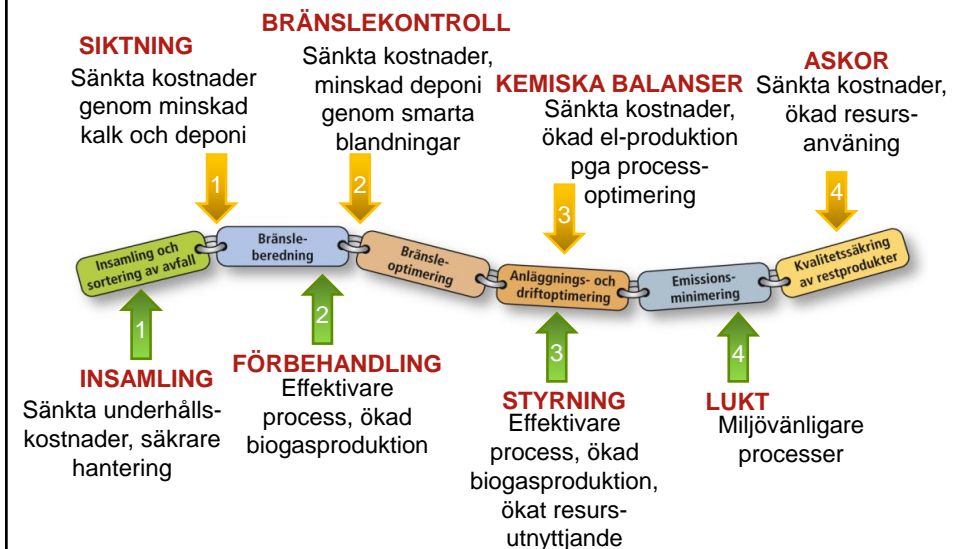 SIKTNING
Sänkta kostnader
genom minskad
kalk och deponi
1
BRÄNSLEKONTROLL
Sänkta kostnader,
minskad deponi
genom smarta
blandningar
2
KEMISKA BALANSER
Sänkta kostnader,
ökad el-produktion
pga process-
optimering
3
ASKOR
Sänkta kostnader,
ökad resurs-
använing
4
Insamling och
sortering av avfall
Bränsle-
beredning
Bränsle-
optimering
Anläggnings- och
driftoptimering
Emissions-
minimering
Kvalitetssäkring
av restprodukter
1
INSAMLING
Sänkta underhålls-
kostnader, säkrare
hantering
2
FÖRBEHANDLING
Effektivare
process, ökad
biogasproduktion
3
STYRNING
Effektivare
process, ökad
biogasproduktion,
ökat resurs-
utnyttjande
4
LUKT
Miljövänligare
processer